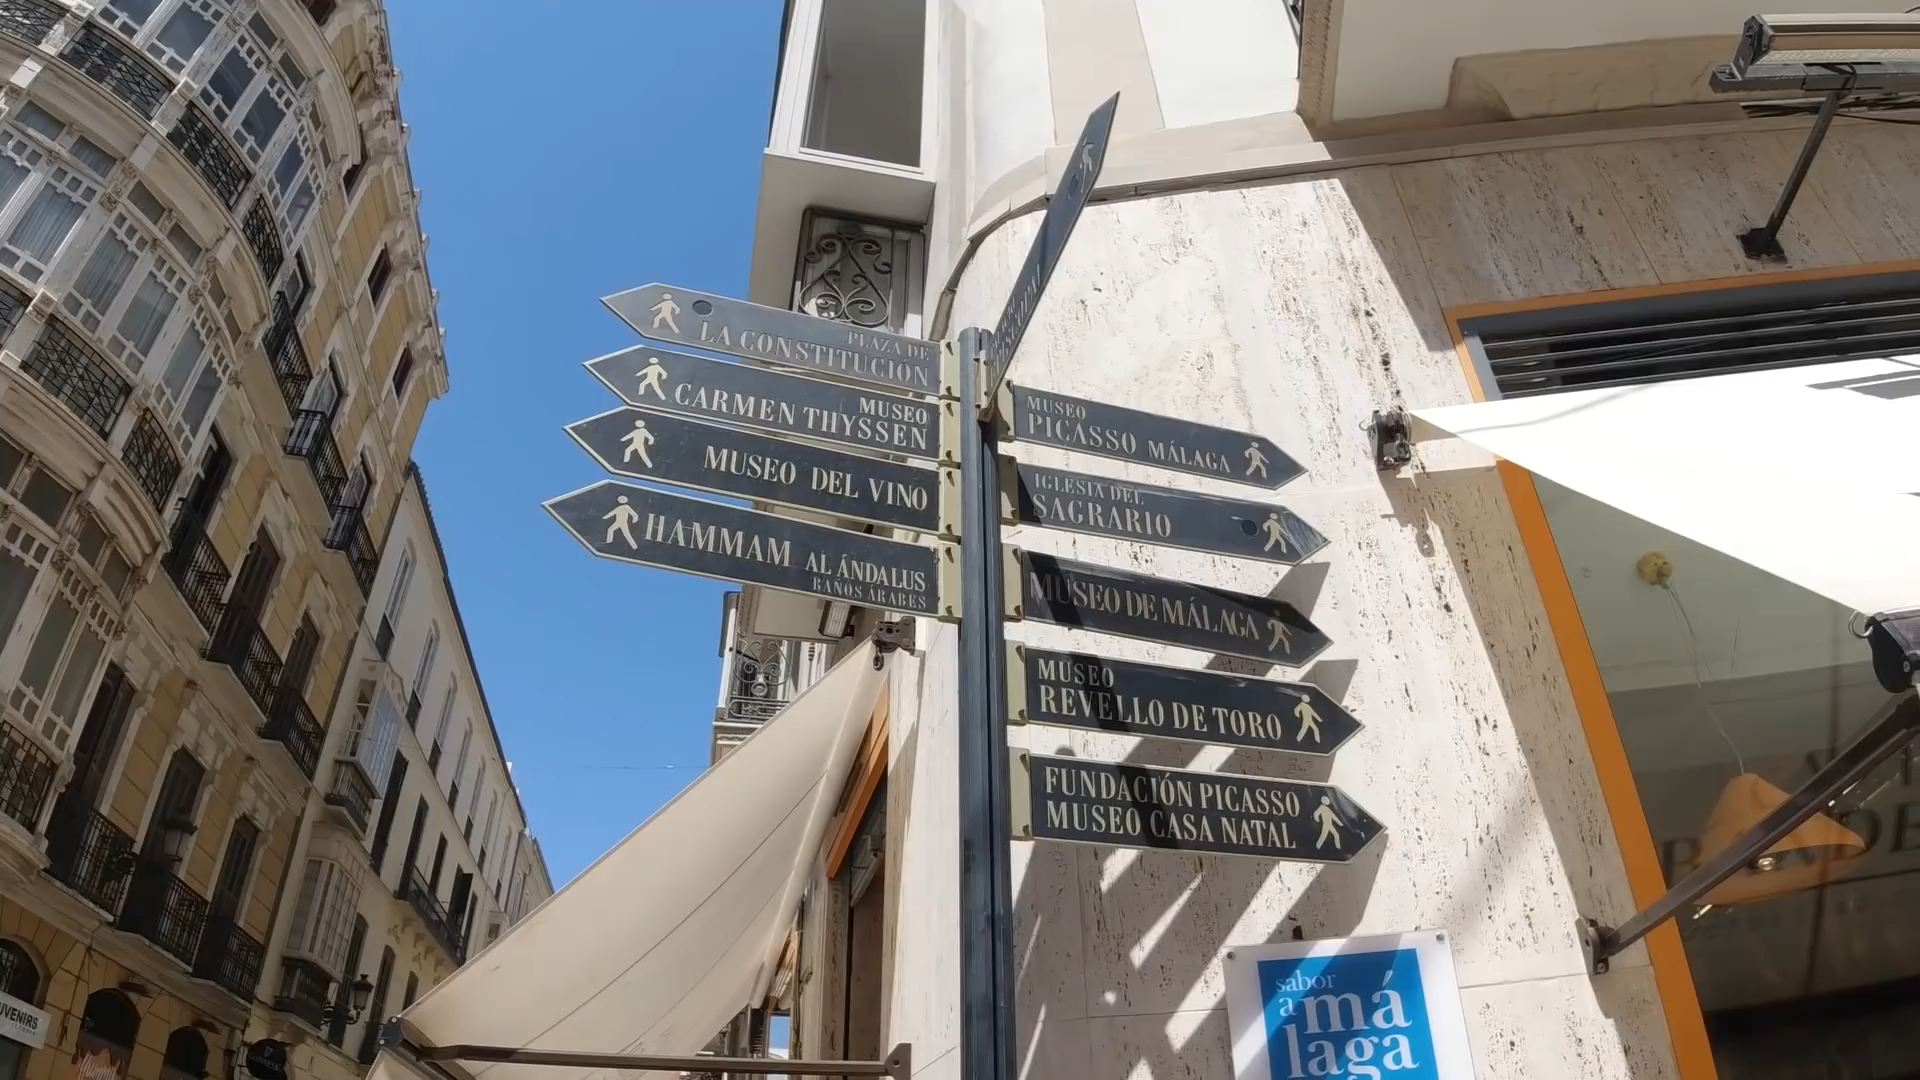 PLAZA DE
LA CONSTITUCIÓN
MUSEO
CARMEN THYSSEN
MUSEO DEL VINO
HAMMAM AL ÁNDALUS
BAÑOS ÁRABES
MUSEO
PICASSO MÁLAGA
IGLESIA DEL
SAGRARIO
MUSEO DE MÁLAGA
MUSEO
REVELLO DE TORO
FUNDACIÓN PICASSO
MUSEO CASA NATAL
sabor
a má
laga
UVENIRS